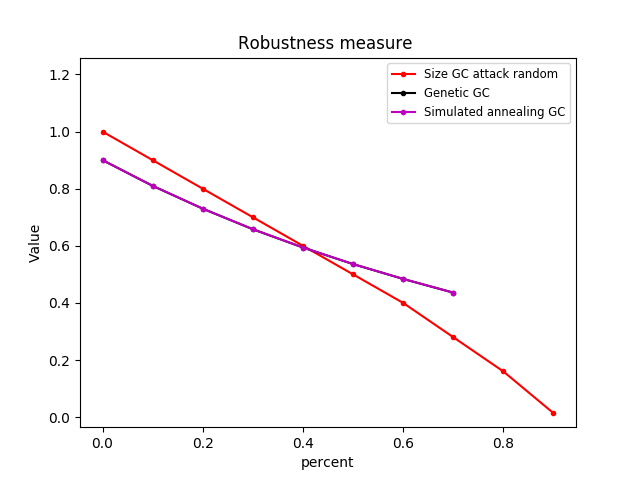 Robustness measure
Size GC attack random
Genetic GC
Simulated annealing GC
1.2
1.0
0.8
0.6
0.4
0.2
0.0
Value
0.0 0.2 0.4 0.6 0.8
percent